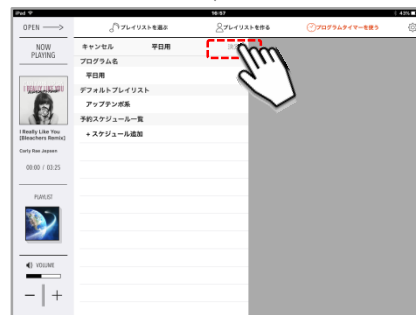 iPad
16:57
43%
OPEN
プレイリストを選ぶ
プレイリストを作る
プログラムタイマーを使う
NOW
PLAYING
キャンセル
平日用
決定
プログラム名
平日用
デフォルトプレイリスト
アップテンポ系
予約スケジュール一覧
+ スケジュール追加
I REALLY LIKE YOU
I Really Like You
(Bleachers Remix)
Carly Rae Jepsen
00:00 / 03:25
PLAYLIST
VOLUME